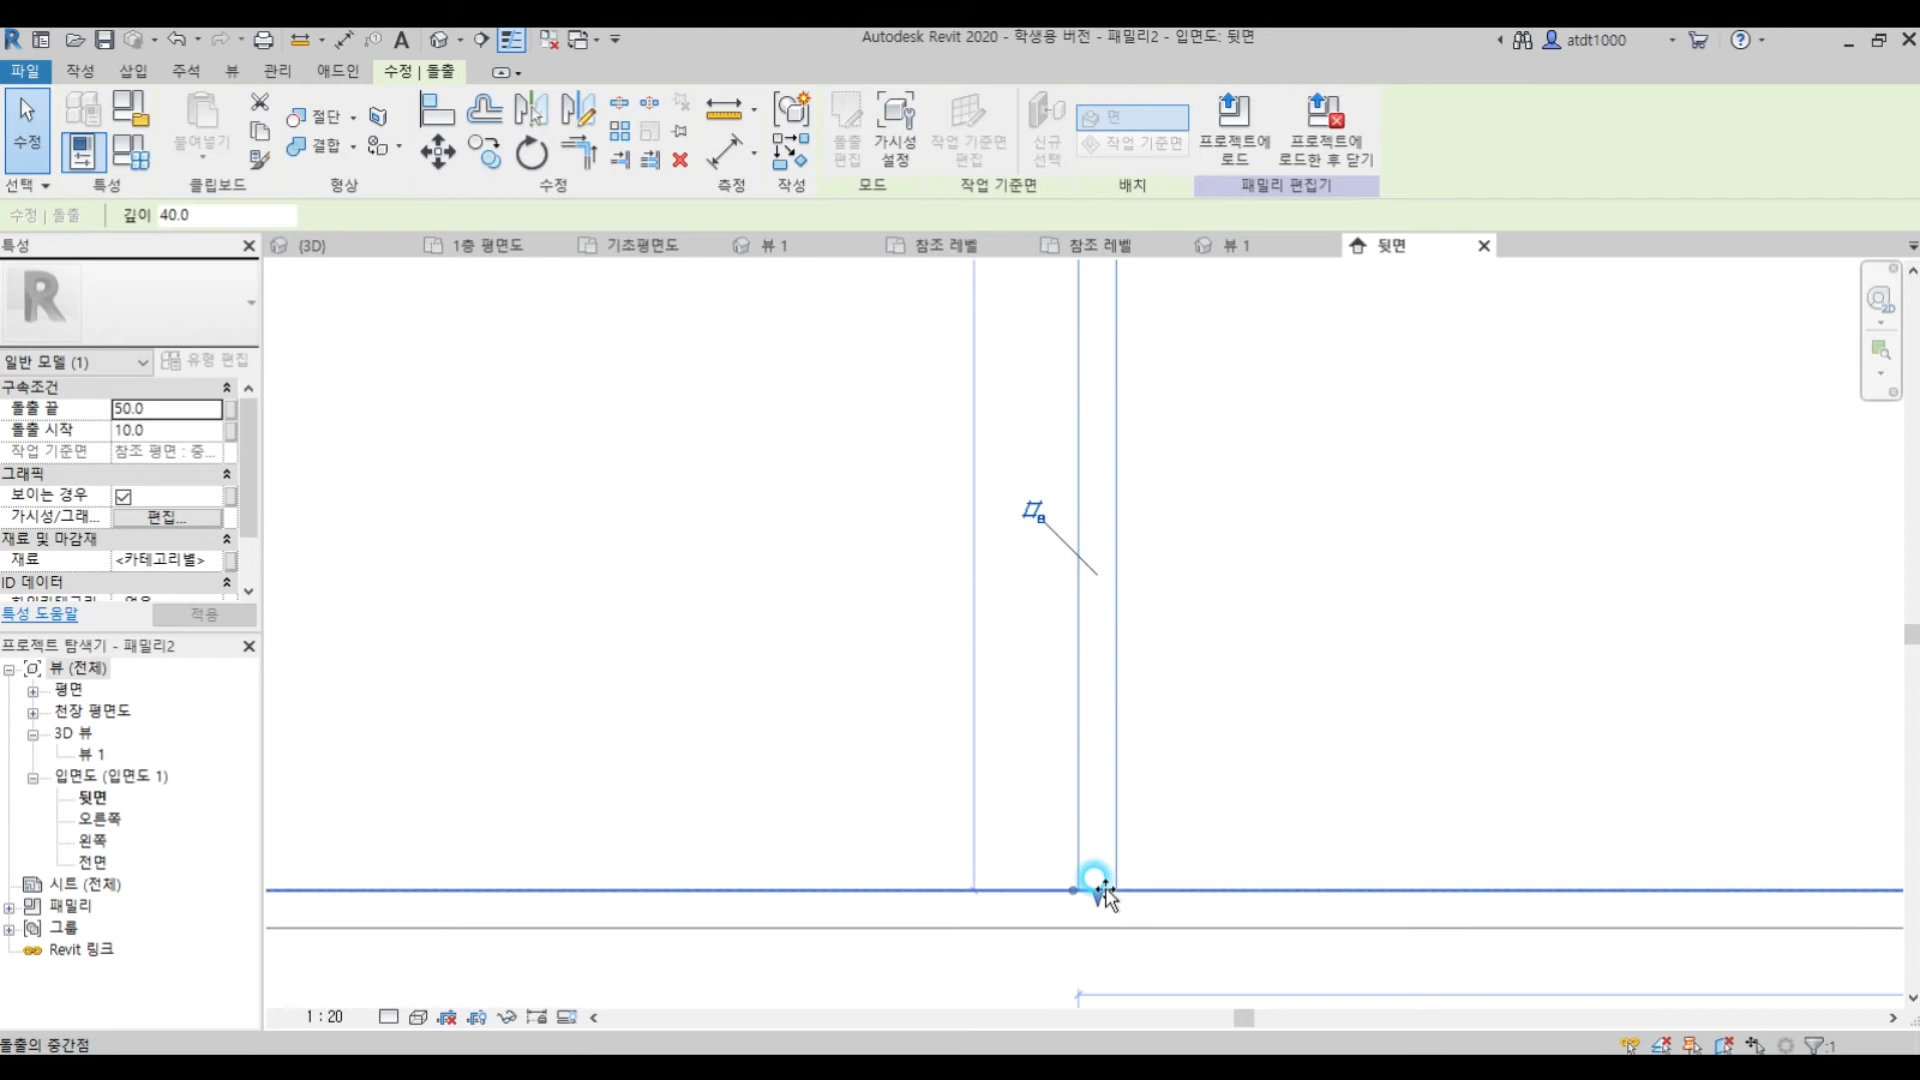 Autodesk Revit 2020 - 학생용 버전 - 패밀리2 - 입면도: 뒷면
atdt1000
파일 작성 삽입 주석 뷰 관리 애드인 수정 | 돌출
수정
붙여넣기
절단
결합
돌출 편집
가시성 설정
작업 기준면 편집
신규 선택
면
작업 기준면
프로젝트에 로드
프로젝트에 로드한 후 닫기
선택 특성 클립보드 형상 수정 측정 작성 모드 작업 기준면 배치 패밀리 편집기
수정 | 돌출 깊이 40.0
특성
{3D} 1층 평면도 기초평면도 뷰 1 참조 레벨 참조 레벨 뷰 1 뒷면
일반 모델 (1) 유형 편집
구속조건
돌출 끝 50.0
돌출 시작 10.0
작업 기준면 참조 평면 : 중...
그래픽
보이는 경우
가시성/그래... 편집...
재료 및 마감재
재료 <카테고리별>
ID 데이터
특성 도움말 적용
프로젝트 탐색기 - 패밀리2
뷰 (전체)
평면
천장 평면도
3D 뷰
뷰 1
입면도 (입면도 1)
뒷면
오른쪽
왼쪽
전면
시트 (전체)
패밀리
그룹
Revit 링크
1 : 20
돌출의 중간점
:1